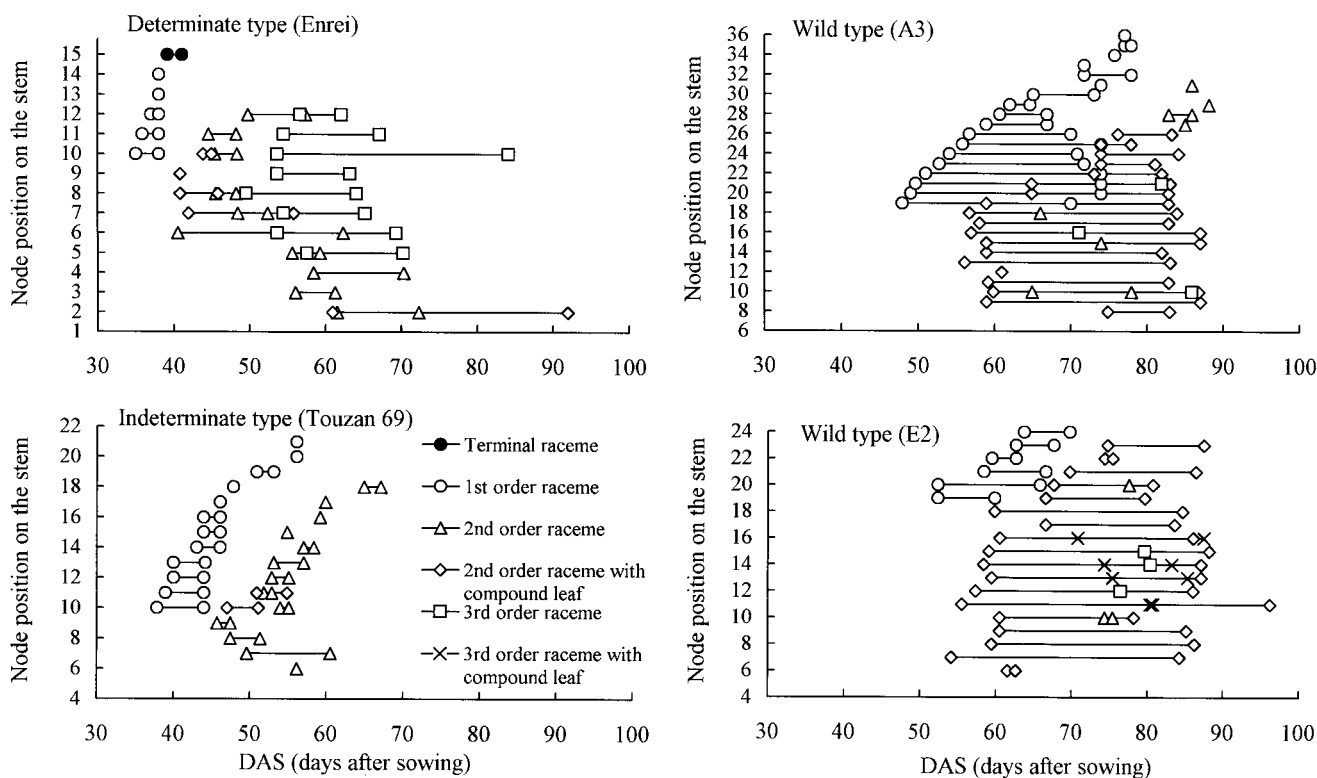 Determinate type (Enrei)
Node position on the stem
16
15
14
13
12
11
10
9
8
7
6
5
4
3
2
1
30 40 50 60 70 80 90 100
Wild type (A3)
Node position on the stem
36
34
32
30
28
26
24
22
20
18
16
14
12
10
8
6
30 40 50 60 70 80 90 100
Indeterminate type (Touzan 69)
Node position on the stem
22
20
18
16
14
12
10
8
6
4
Terminal raceme
1st order raceme
2nd order raceme
2nd order raceme with
compound leaf
3rd order raceme
3rd order raceme with
compound leaf
30 40 50 60 70 80 90 100
DAS (days after sowing)
Wild type (E2)
Node position on the stem
24
22
20
18
16
14
12
10
8
6
4
30 40 50 60 70 80 90 100
DAS (days after sowing)